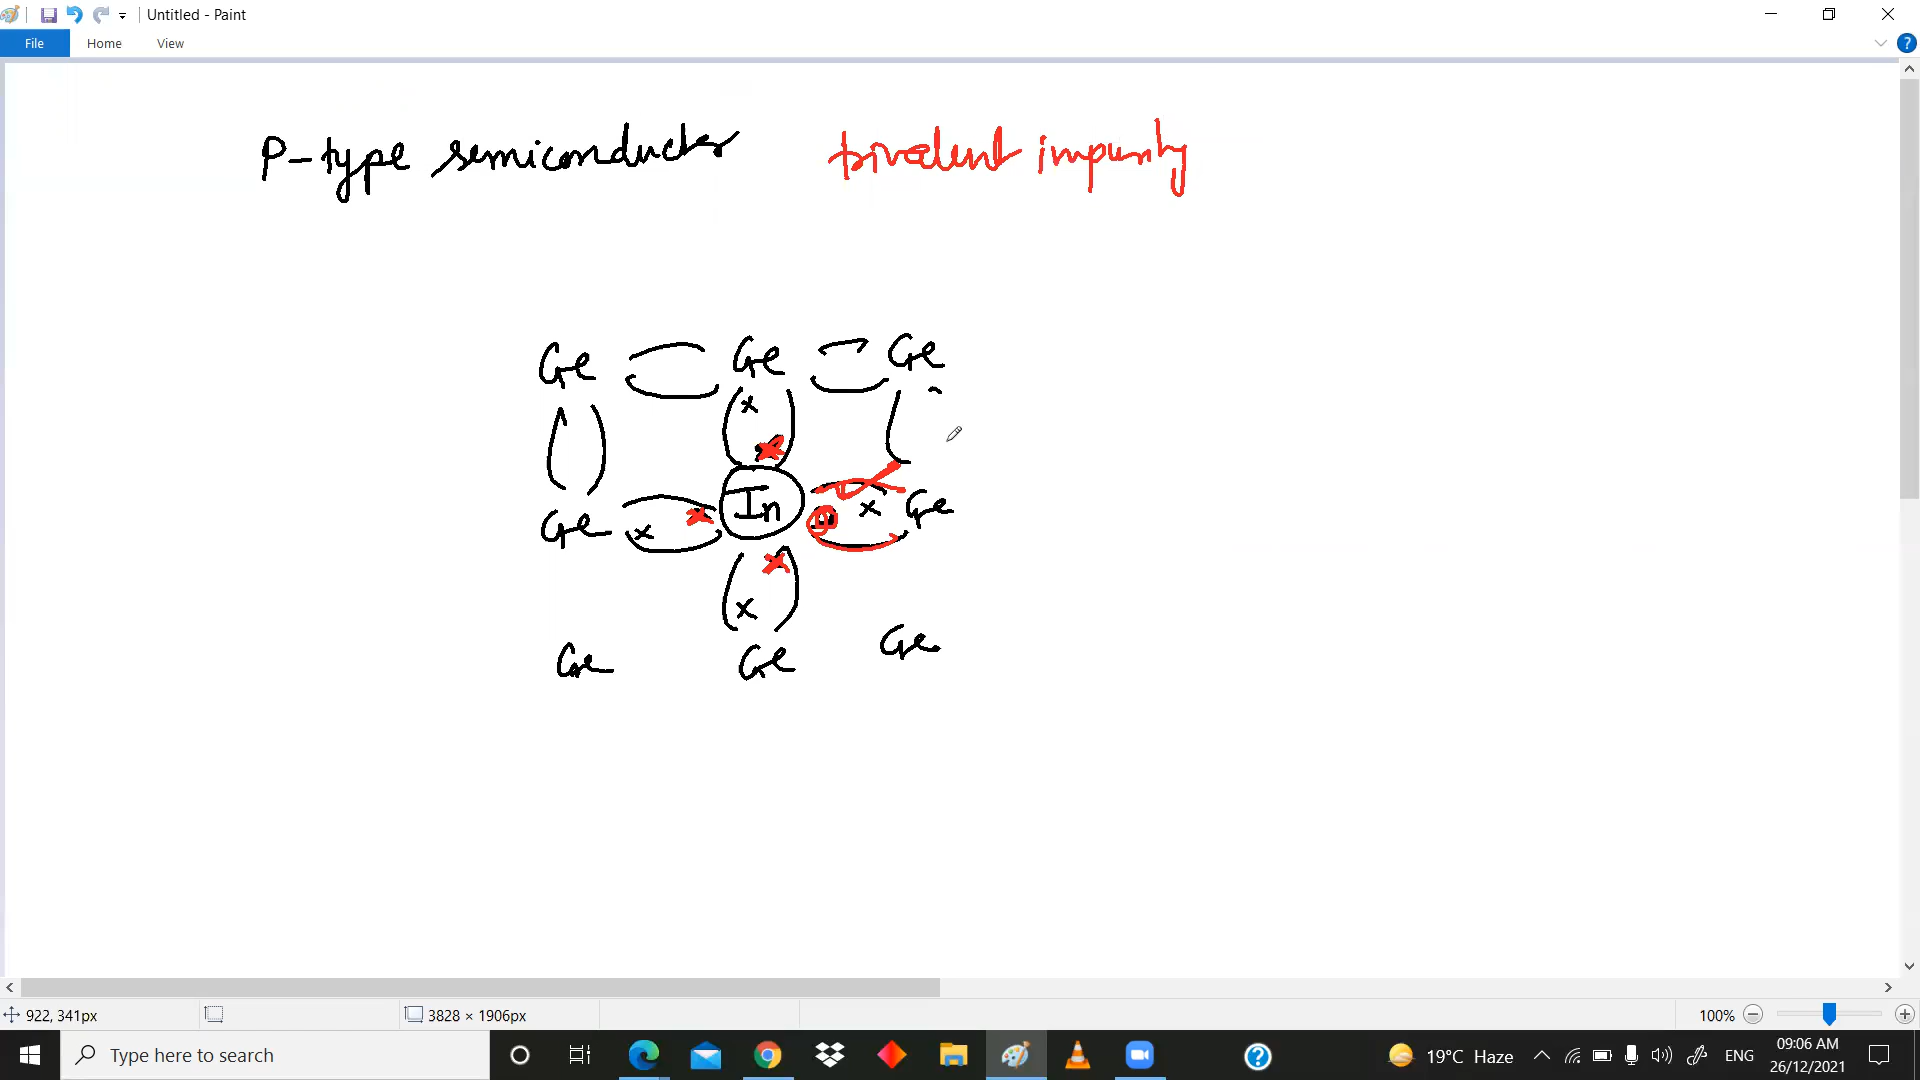 Untitled - Paint
File Home View
P-type semiconductor trivalent impurity
Ge Ge Ge
x
x
Ge x x In x Ge
x
x
Ge Ge Ge
922, 341px 3828 × 1906px 100%
Type here to search 19°C Haze ENG 09:06 AM
26/12/2021